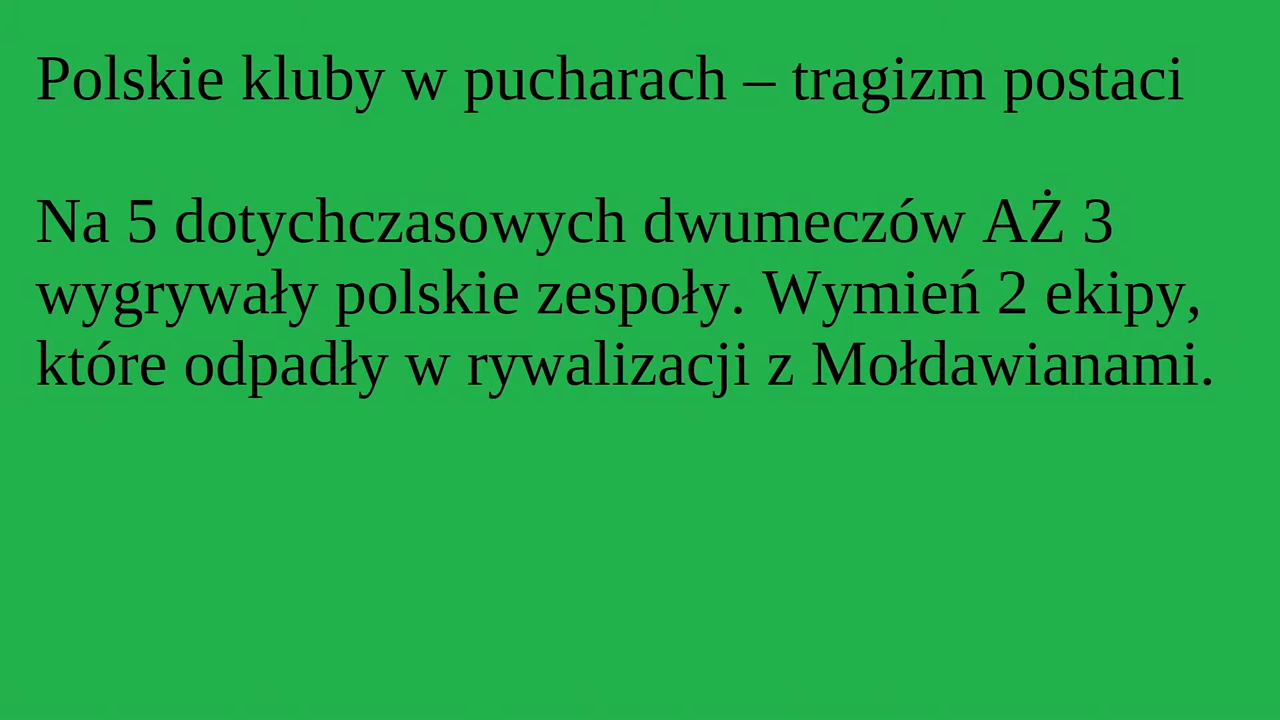 Polskie kluby w pucharach – tragizm postaci
Na 5 dotychczasowych dwumeczów AŻ 3
wygrywały polskie zespoły. Wymień 2 ekipy,
które odpadły w rywalizacji z Mołdawianami.